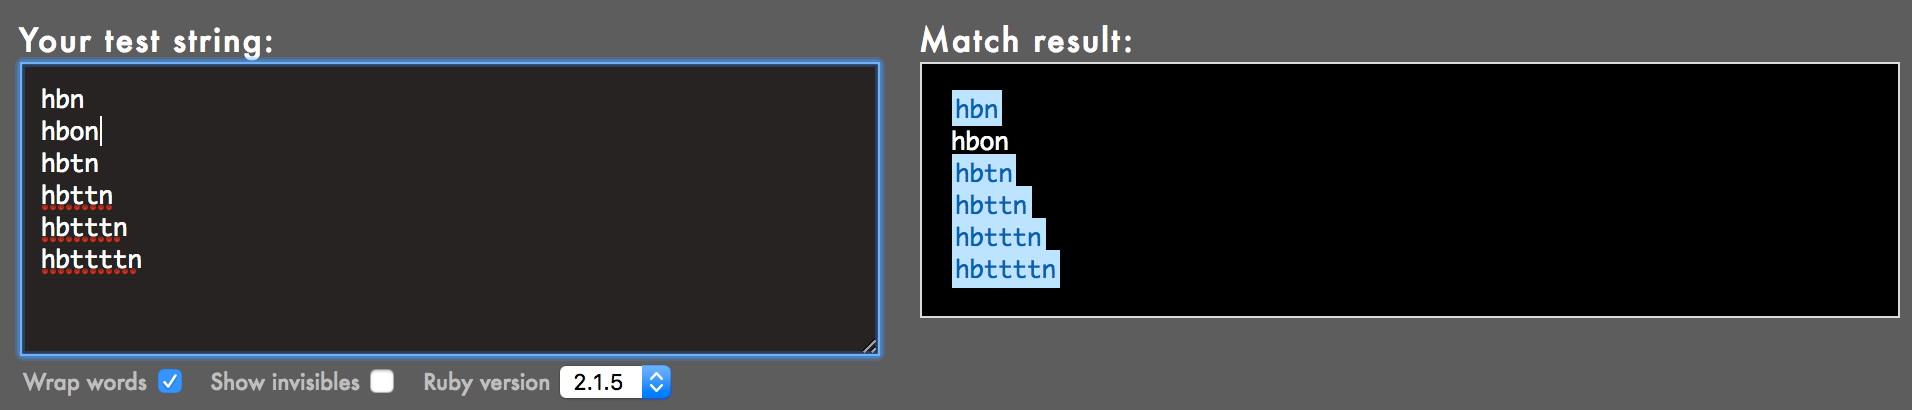 Your test string:
hbn
hbon
hbtn
hbttn
hbtttn
hbttttn
Wrap words Show invisibles Ruby version 2.1.5
Match result:
hbn
hbon
hbtn
hbttn
hbtttn
hbttttn